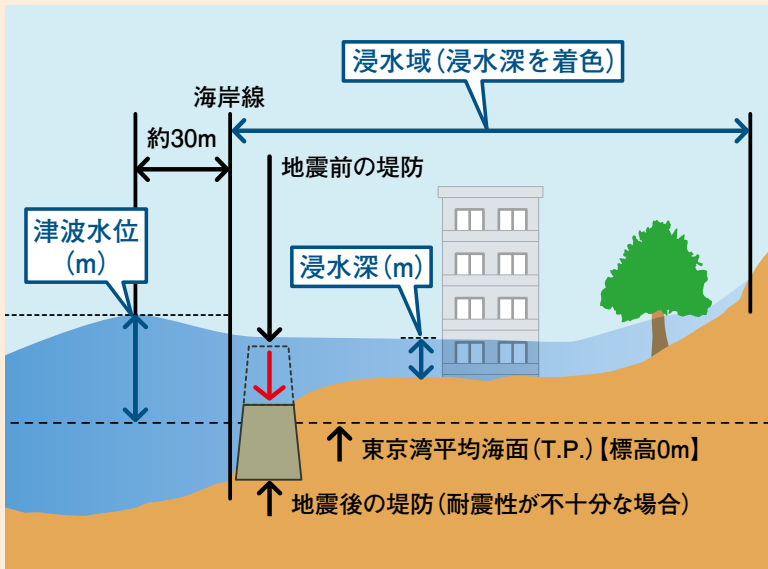 浸水域（浸水深を着色）
海岸線
約30m
地震前の堤防
津波水位
（m）
浸水深（m）
東京湾平均海面（T.P.）【標高0m】
地震後の堤防（耐震性が不十分な場合）